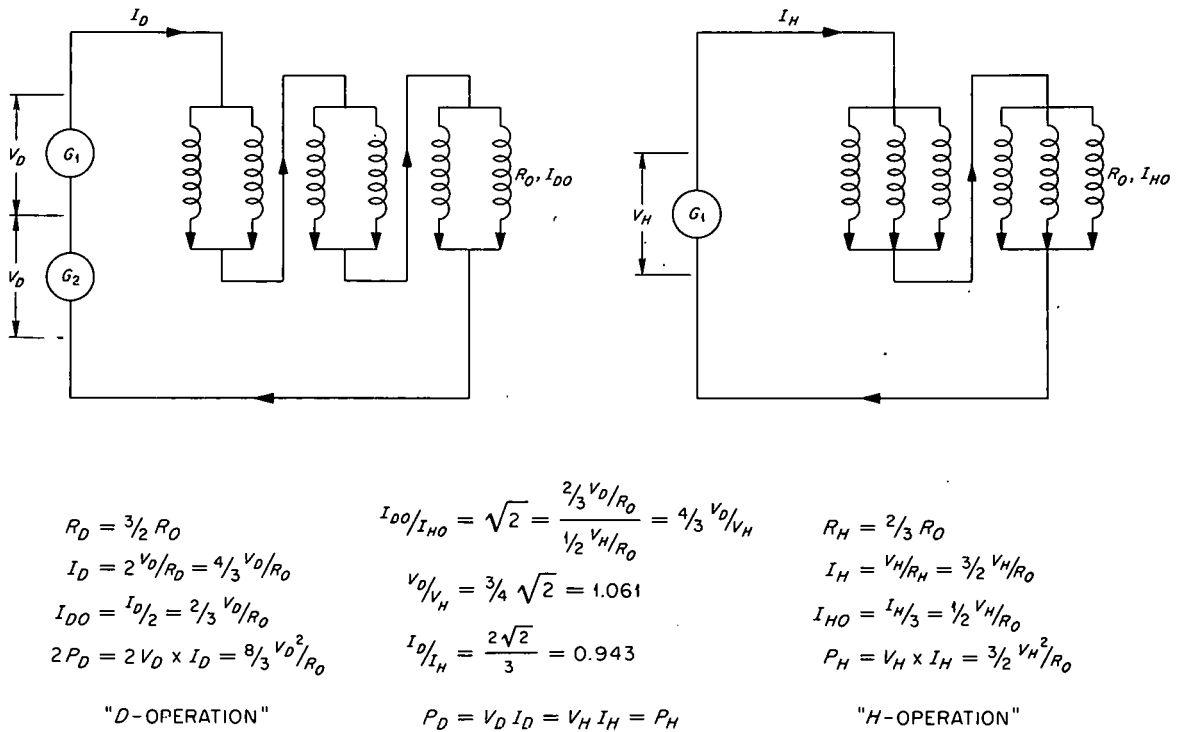 I_D
V_D
G_1
V_D
G_2
R_O, I_DO
I_H
V_H
G_1
R_O, I_HO
R_D = 3/2 R_O
I_D = 2 V_D/R_D = 4/3 V_D/R_O
I_DO = I_D/2 = 2/3 V_D/R_O
2P_D = 2V_D x I_D = 8/3 V_D²/R_O
"D-OPERATION"
I_DO/I_HO = √2 = (2/3 V_D/R_O)/(1/2 V_H/R_O) = 4/3 V_D/V_H
V_D/V_H = 3/4 √2 = 1.061
I_D/I_H = 2√2/3 = 0.943
P_D = V_D I_D = V_H I_H = P_H
R_H = 2/3 R_O
I_H = V_H/R_H = 3/2 V_H/R_O
I_HO = I_H/3 = 1/2 V_H/R_O
P_H = V_H x I_H = 3/2 V_H²/R_O
"H-OPERATION"